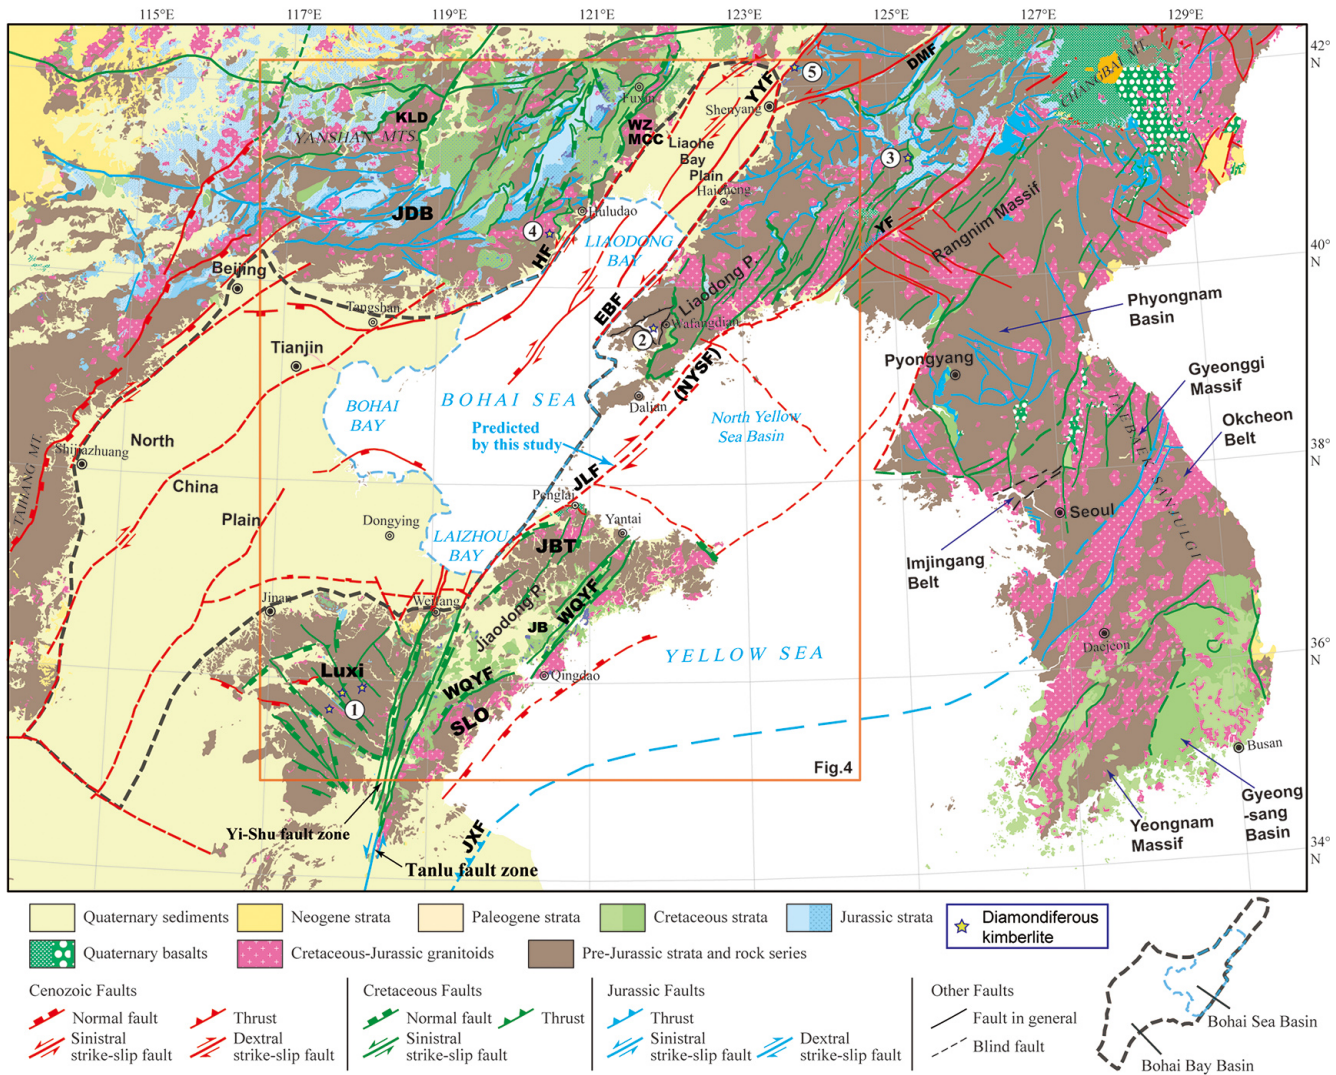 115°E
117°E
119°E
121°E
123°E
125°E
127°E
129°E
42°
N
40°
N
38°
N
36°
N
34°
N
KLD
YANSHAN MTS.
JDB
Fuxin
WZ
MCC
Liaohe
Bay
Plain
Shenyang
YYF
5
DMF
CHANGBAI MT.
3
Haicheng
Huludao
4
HF
LIAODONG
BAY
YF
Rangnim Massif
Beijing
Tangshan
Tianjin
EBF
Liaodong P.
Wafangdian
2
(NYSF)
Dalian
Phyongnam
Basin
Pyongyang
Gyeonggi
Massif
Okcheon
Belt
BOHAI
BAY
BOHAI SEA
Predicted
by this study
North Yellow
Sea Basin
TAEBAEK SANJULGI
North
China
Plain
Shijiazhuang
TAIHANG MT.
JLF
Penglai
Dongying
LAIZHOU
BAY
Yantai
JBT
Seoul
Imjingang
Belt
Jinan
Weifang
Jiaodong P.
WQYF
JB
Luxi
1
WQYF
SLO
Qingdao
YELLOW SEA
Daejeon
Busan
Fig.4
Yi-Shu fault zone
Tanlu fault zone
JXF
Yeongnam
Massif
Gyeong
-sang
Basin
Quaternary sediments
Neogene strata
Paleogene strata
Cretaceous strata
Jurassic strata
Diamondiferous
kimberlite
Quaternary basalts
Cretaceous-Jurassic granitoids
Pre-Jurassic strata and rock series
Cenozoic Faults
Normal fault
Thrust
Sinistral
strike-slip fault
Dextral
strike-slip fault
Cretaceous Faults
Normal fault
Thrust
Sinistral
strike-slip fault
Jurassic Faults
Thrust
Sinistral
strike-slip fault
Dextral
strike-slip fault
Other Faults
Fault in general
Blind fault
Bohai Sea Basin
Bohai Bay Basin